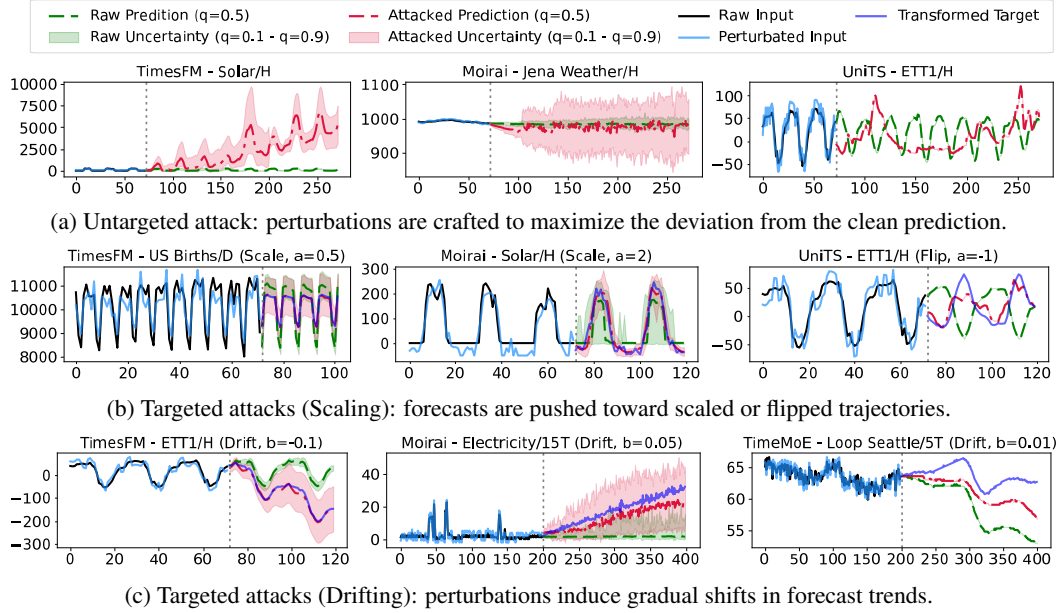 Raw Predition (q=0.5)
Attacked Prediction (q=0.5)
Raw Input
Transformed Target
Raw Uncertainty (q=0.1 - q=0.9)
Attacked Uncertainty (q=0.1 - q=0.9)
Perturbated Input
TimesFM - Solar/H
Moirai - Jena Weather/H
UniTS - ETT1/H
10000
7500
5000
2500
0
0 50 100 150 200 250
1100
1000
900
0 50 100 150 200 250
100
50
0
−50
0 50 100 150 200 250
(a) Untargeted attack: perturbations are crafted to maximize the deviation from the clean prediction.
TimesFM - US Births/D (Scale, a=0.5)
Moirai - Solar/H (Scale, a=2)
UniTS - ETT1/H (Flip, a=-1)
11000
10000
9000
8000
0 20 40 60 80 100
300
200
100
0
0 20 40 60 80 100 120
50
0
−50
0 20 40 60 80 100 120
(b) Targeted attacks (Scaling): forecasts are pushed toward scaled or flipped trajectories.
TimesFM - ETT1/H (Drift, b=-0.1)
Moirai - Electricity/15T (Drift, b=0.05)
TimeMoE - Loop Seattle/5T (Drift, b=0.01)
0
−100
−200
−300
0 20 40 60 80 100 120
40
20
0
0 50 100 150 200 250 300 350 400
65
60
55
0 50 100 150 200 250 300 350 400
(c) Targeted attacks (Drifting): perturbations induce gradual shifts in forecast trends.